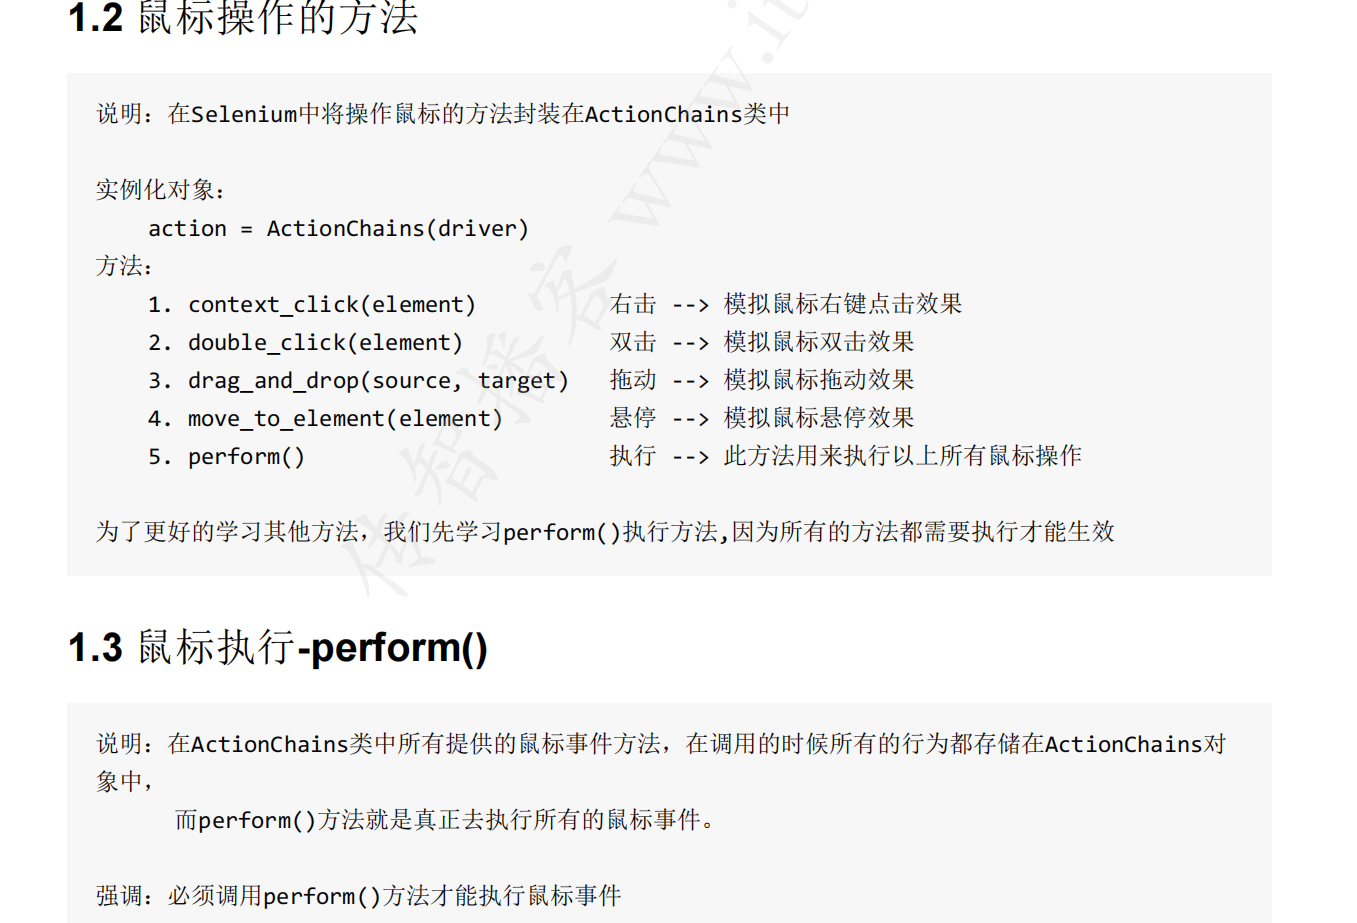 1.2 鼠标操作的方法
说明：在Selenium中将操作鼠标的方法封装在ActionChains类中
实例化对象：
action = ActionChains(driver)
方法：
1. context_click(element) 右击 --> 模拟鼠标右键点击效果
2. double_click(element) 双击 --> 模拟鼠标双击效果
3. drag_and_drop(source, target) 拖动 --> 模拟鼠标拖动效果
4. move_to_element(element) 悬停 --> 模拟鼠标悬停效果
5. perform() 执行 --> 此方法用来执行以上所有鼠标操作
为了更好的学习其他方法，我们先学习perform()执行方法,因为所有的方法都需要执行才能生效
1.3 鼠标执行-perform()
说明：在ActionChains类中所有提供的鼠标事件方法，在调用的时候所有的行为都存储在ActionChains对
象中，
而perform()方法就是真正去执行所有的鼠标事件。
强调：必须调用perform()方法才能执行鼠标事件
传智播客 www.it